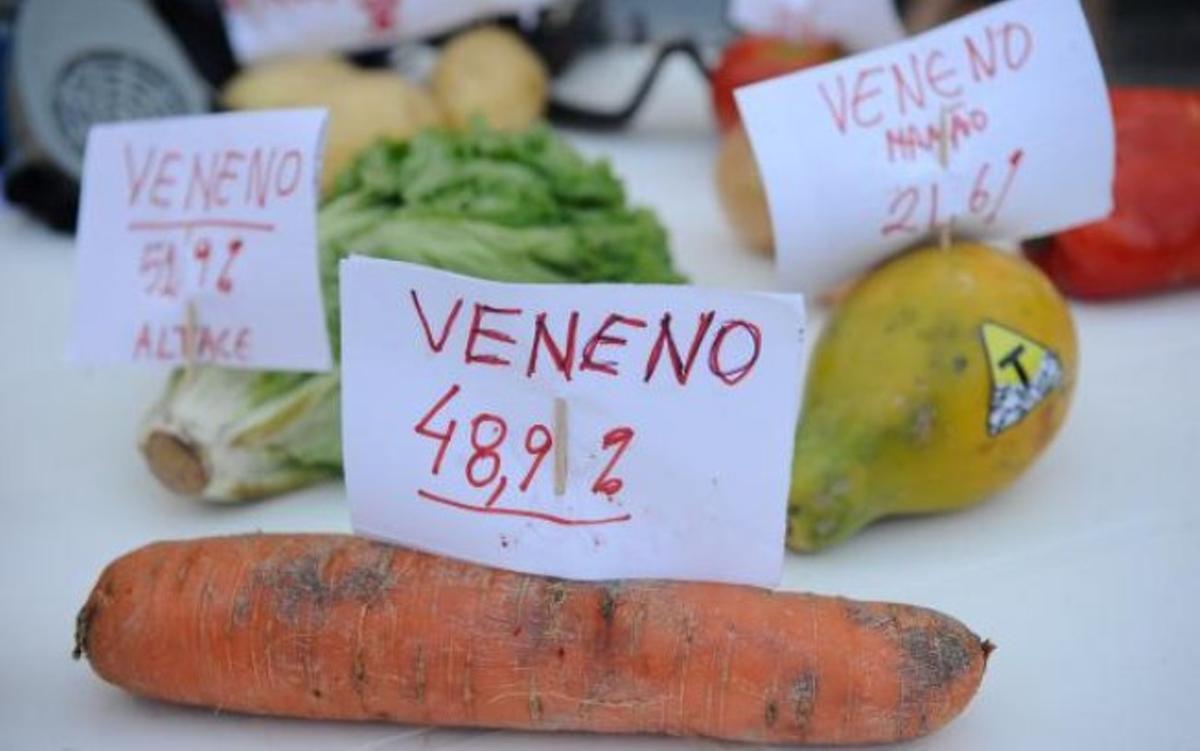 VENENO
51,9%
ALFACE
VENENO
48,9%
VENENO
MAMÃO
21,6%
T